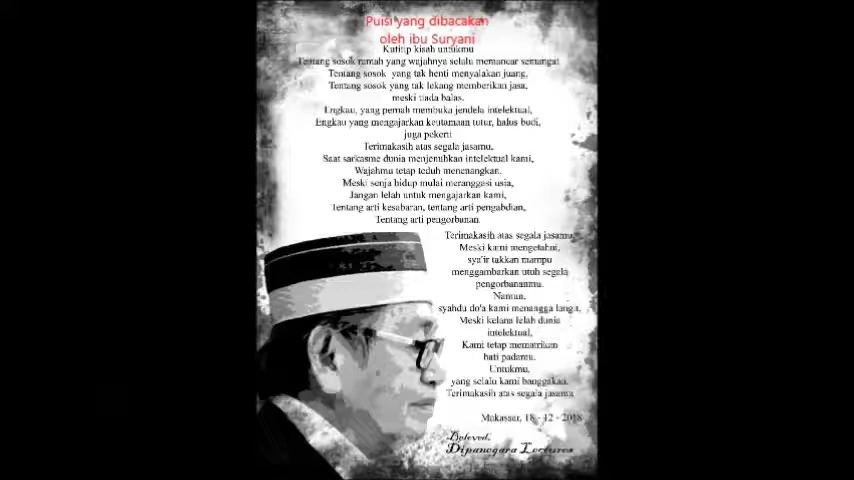 Puisi yang dibacakan
oleh ibu Suryani
Kutitip kisah untukmu
Tentang sosok ramah yang wajahnya selalu memancar semangat
Tentang sosok yang tak henti menyalakan juang,
Tentang sosok yang tak lekang memberikan jasa,
meski tiada balas.
Engkau, yang pernah membuka jendela intelektual,
Engkau yang mengajarkan keutamaan tutur, halus budi,
juga pekerti
Terimakasih atas segala jasamu.
Saat sarkasme dunia menjenuhkan intelektual kami,
Wajahmu tetap teduh menenangkan.
Meski senja hidup mulai meranggasi usia,
Jangan lelah untuk mengajarkan kami,
Tentang arti kesabaran, tentang arti pengabdian,
Tentang arti pengorbanan.
Terimakasih atas segala jasamu,
Meski kami mengetahui,
sya'ir takkan mampu
menggambarkan utuh segala
pengorbananmu.
Namun,
syahdu do'a kami menangga langit,
Meski kelana lelah dunia
intelektual,
Kami tetap mematrikan
hati padamu.
Untukmu,
yang selalu kami banggakan.
Terimakasih atas segala jasamu
Makassar, 18 - 12 - 2018
Beloved,
Dipanegara Lectures